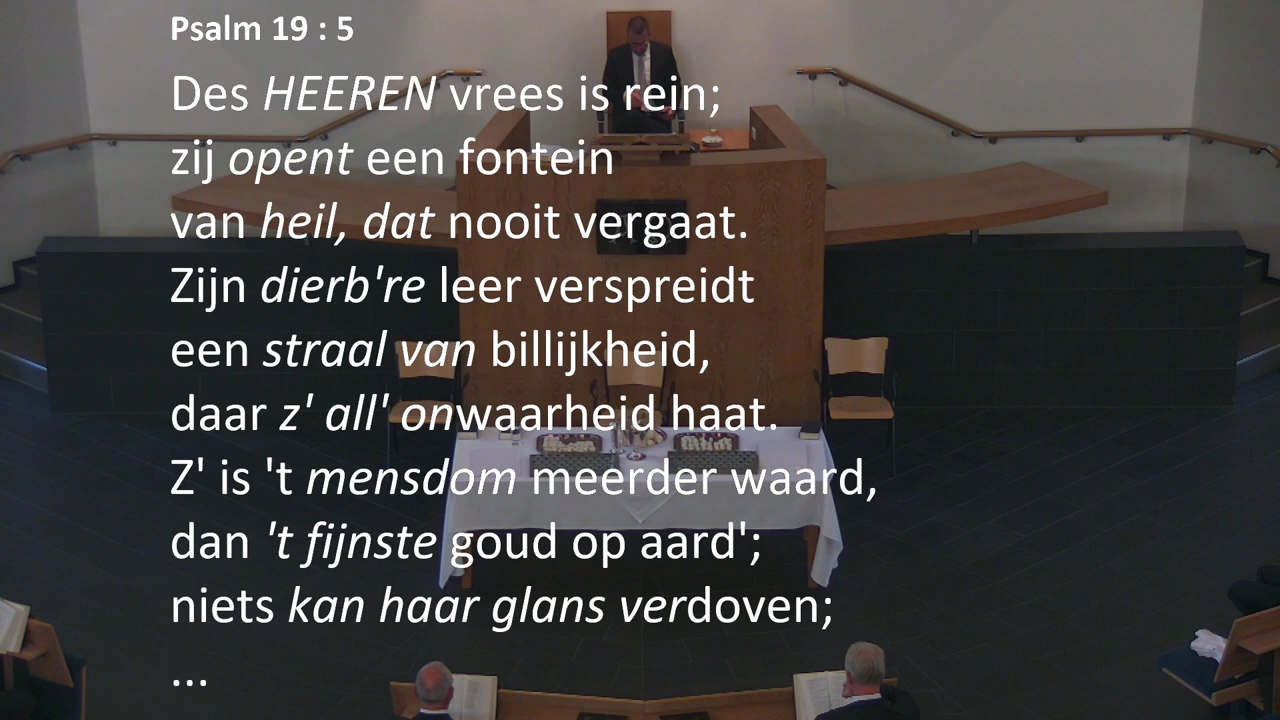 Psalm 19 : 5
Des HEEREN vrees is rein;
zij opent een fontein
van heil, dat nooit vergaat.
Zijn dierb're leer verspreidt
een straal van billijkheid,
daar z' all' onwaarheid haat.
Z' is 't mensdom meerder waard,
dan 't fijnste goud op aard';
niets kan haar glans verdoven;
...